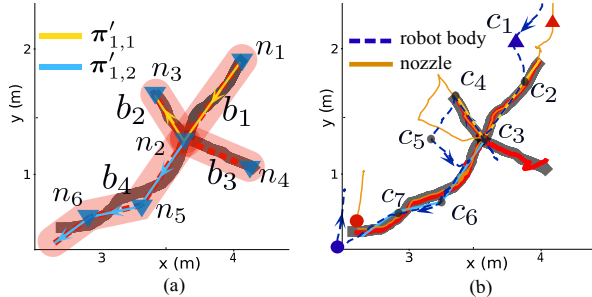 π′₁,₁
π′₁,₂
n₁
n₃
b₂
b₁
n₂
b₃
n₄
b₄
n₆
n₅
y (m)
2
1
3
4
x (m)
(a)
robot body
nozzle
c₁
c₂
c₄
c₃
c₅
c₇
c₆
y (m)
2
1
3
4
x (m)
(b)